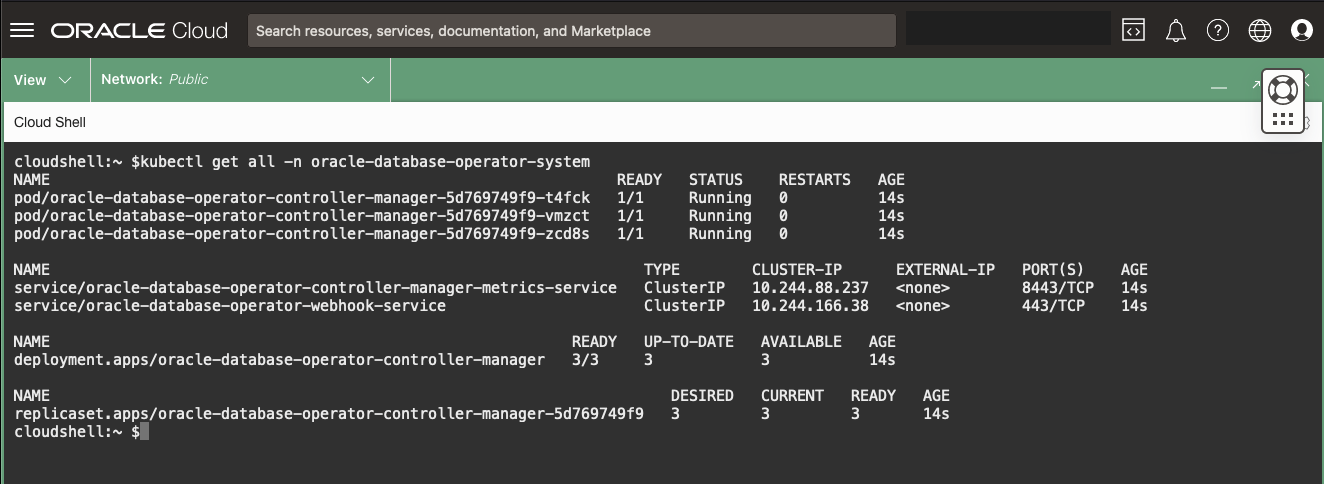 ORACLE Cloud
Search resources, services, documentation, and Marketplace
View
Network: Public
Cloud Shell
cloudshell:~ $kubectl get all -n oracle-database-operator-system
NAME READY STATUS RESTARTS AGE
pod/oracle-database-operator-controller-manager-5d769749f9-t4fck 1/1 Running 0 14s
pod/oracle-database-operator-controller-manager-5d769749f9-vmzct 1/1 Running 0 14s
pod/oracle-database-operator-controller-manager-5d769749f9-zcd8s 1/1 Running 0 14s
NAME TYPE CLUSTER-IP EXTERNAL-IP PORT(S) AGE
service/oracle-database-operator-controller-manager-metrics-service ClusterIP 10.244.88.237 <none> 8443/TCP 14s
service/oracle-database-operator-webhook-service ClusterIP 10.244.166.38 <none> 443/TCP 14s
NAME READY UP-TO-DATE AVAILABLE AGE
deployment.apps/oracle-database-operator-controller-manager 3/3 3 3 14s
NAME DESIRED CURRENT READY AGE
replicaset.apps/oracle-database-operator-controller-manager-5d769749f9 3 3 3 14s
cloudshell:~ $